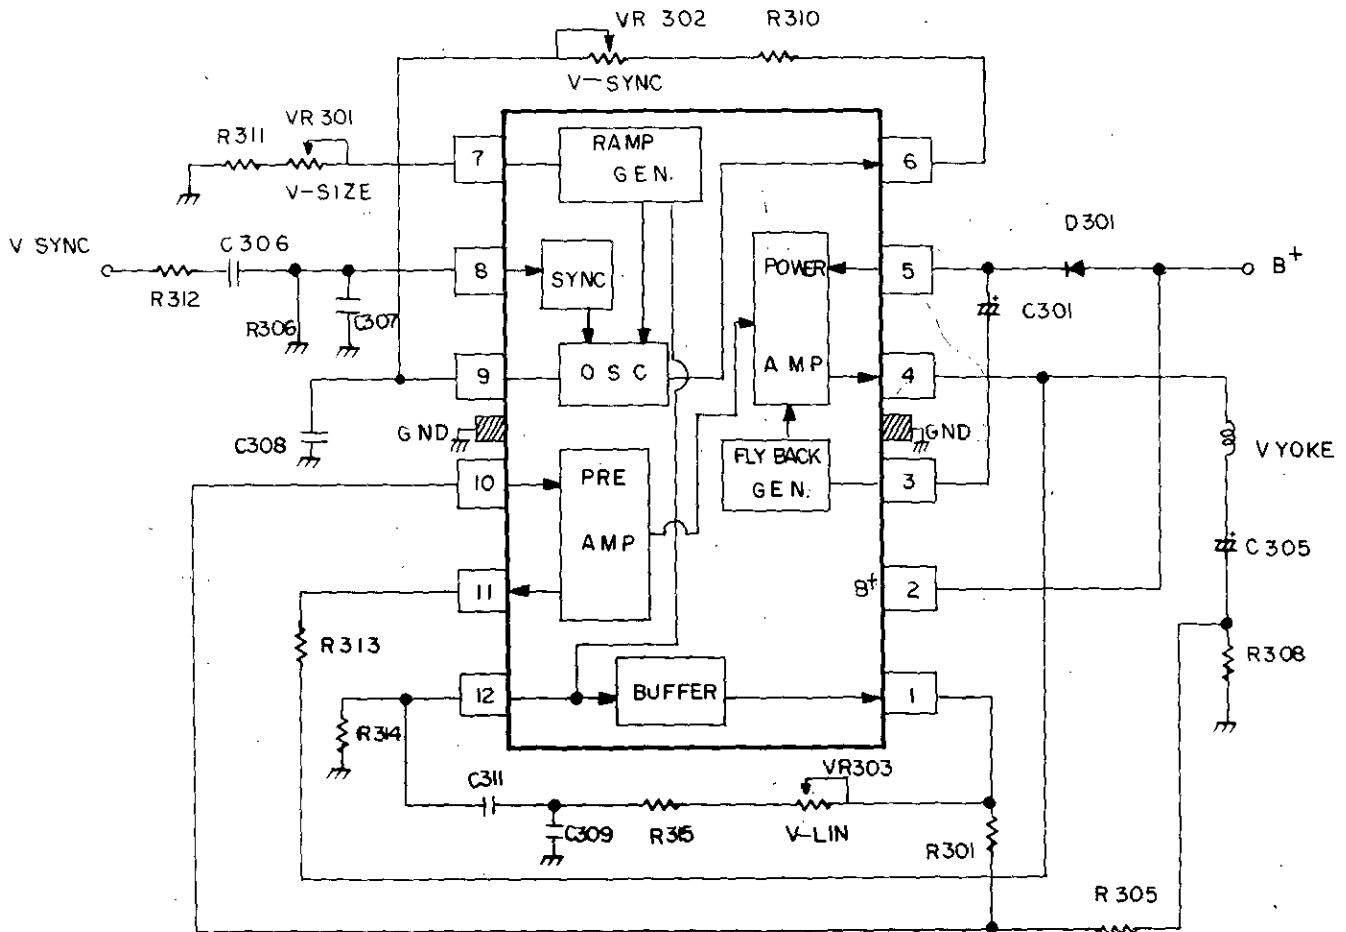 VR 302
R310
V-SYNC
R311
VR301
V-SIZE
7
RAMP
GEN.
6
D301
V SYNC
C306
R312
R306
C307
8
SYNC
POWER
AMP
5
B+
C301
9
OSC
4
C308
GND
GND
V YOKE
10
PRE
AMP
FLY BACK
GEN.
3
C305
11
B+
2
R313
R308
12
BUFFER
1
R314
C311
C309
R315
VR303
V-LIN
R301
R305